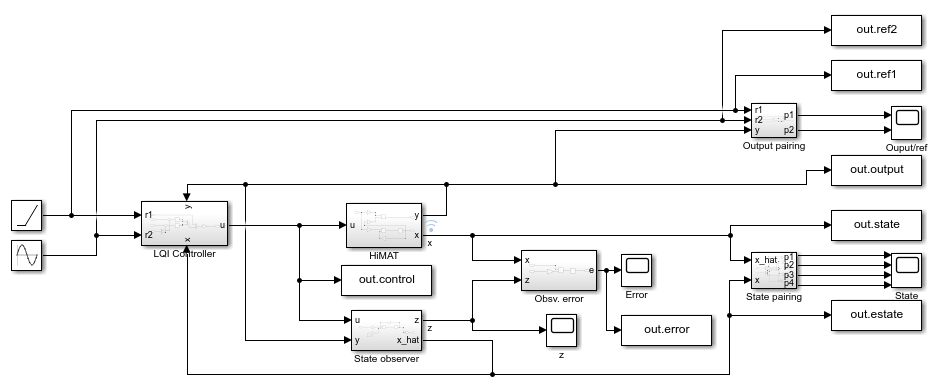 out.ref2
out.ref1
r1
r2
y
p1
p2
Output pairing
Ouput/ref
out.output
y
r1
r2
u
x
LQI Controller
u
y
x
x
HiMAT
out.state
out.control
x
z
e
Obsv. error
Error
x_hat
x
p1
p2
p3
p4
State pairing
State
u
y
z
x_hat
z
State observer
z
out.error
out.estate